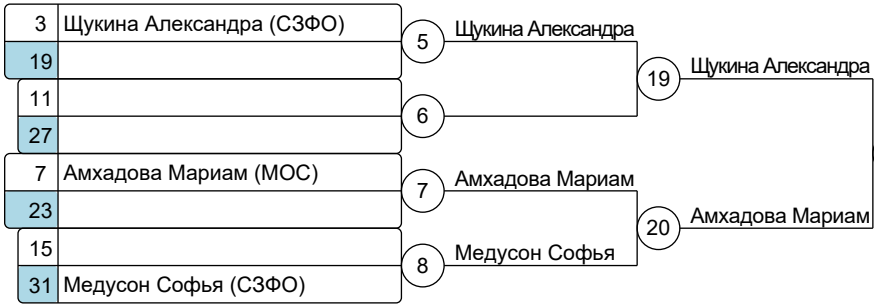 3 Щукина Александра (СЗФО)
19
11
27
7 Амхадова Мариам (МОС)
23
15
31 Медусон Софья (СЗФО)
5 Щукина Александра
6
7 Амхадова Мариам
8 Медусон Софья
19 Щукина Александра
20 Амхадова Мариам